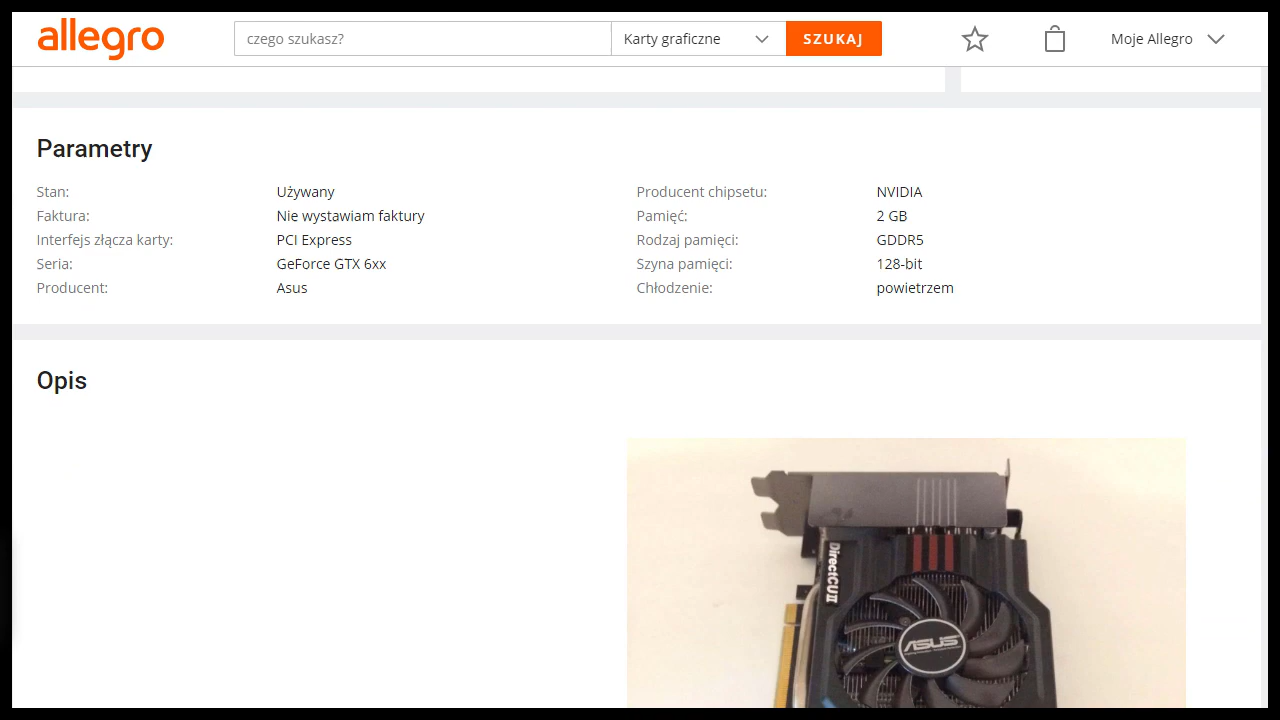 allegro
czego szukasz?
Karty graficzne
SZUKAJ
Moje Allegro
Parametry
Stan: Używany
Faktura: Nie wystawiam faktury
Interfejs złącza karty: PCI Express
Seria: GeForce GTX 6xx
Producent: Asus
Producent chipsetu: NVIDIA
Pamięć: 2 GB
Rodzaj pamięci: GDDR5
Szyna pamięci: 128-bit
Chłodzenie: powietrzem
Opis
DirectCU II
ASUS